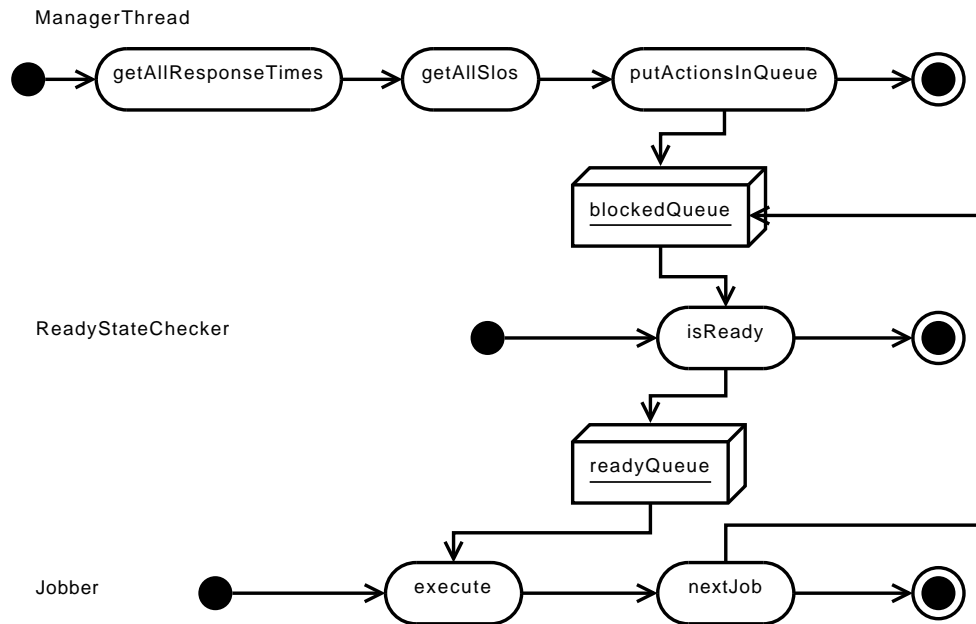 ManagerThread
getAllResponseTimes
getAllSlos
putActionsInQueue
blockedQueue
ReadyStateChecker
isReady
readyQueue
Jobber
execute
nextJob